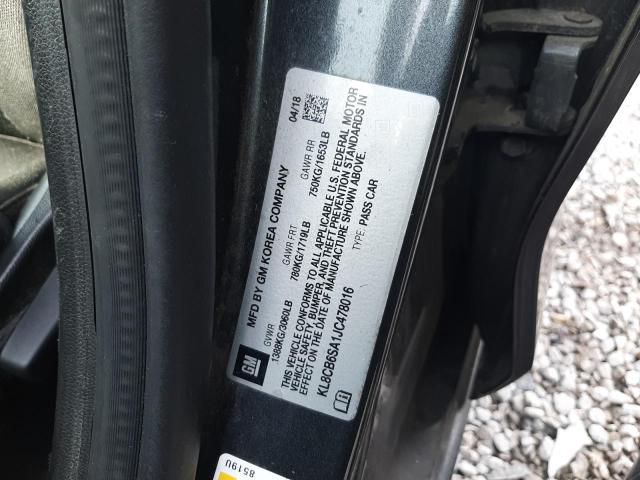 GM
MFD BY GM KOREA COMPANY
04/18
GVWR
GAWR FRT
GAWR RR
1388KG/3060LB
780KG/1719LB
750KG/1653LB
THIS VEHICLE CONFORMS TO ALL APPLICABLE U.S. FEDERAL MOTOR
VEHICLE SAFETY, BUMPER, AND THEFT PREVENTION STANDARDS IN
EFFECT ON THE DATE OF MANUFACTURE SHOWN ABOVE.
KL8CB6SA1JC478016
TYPE: PASS CAR
8519U